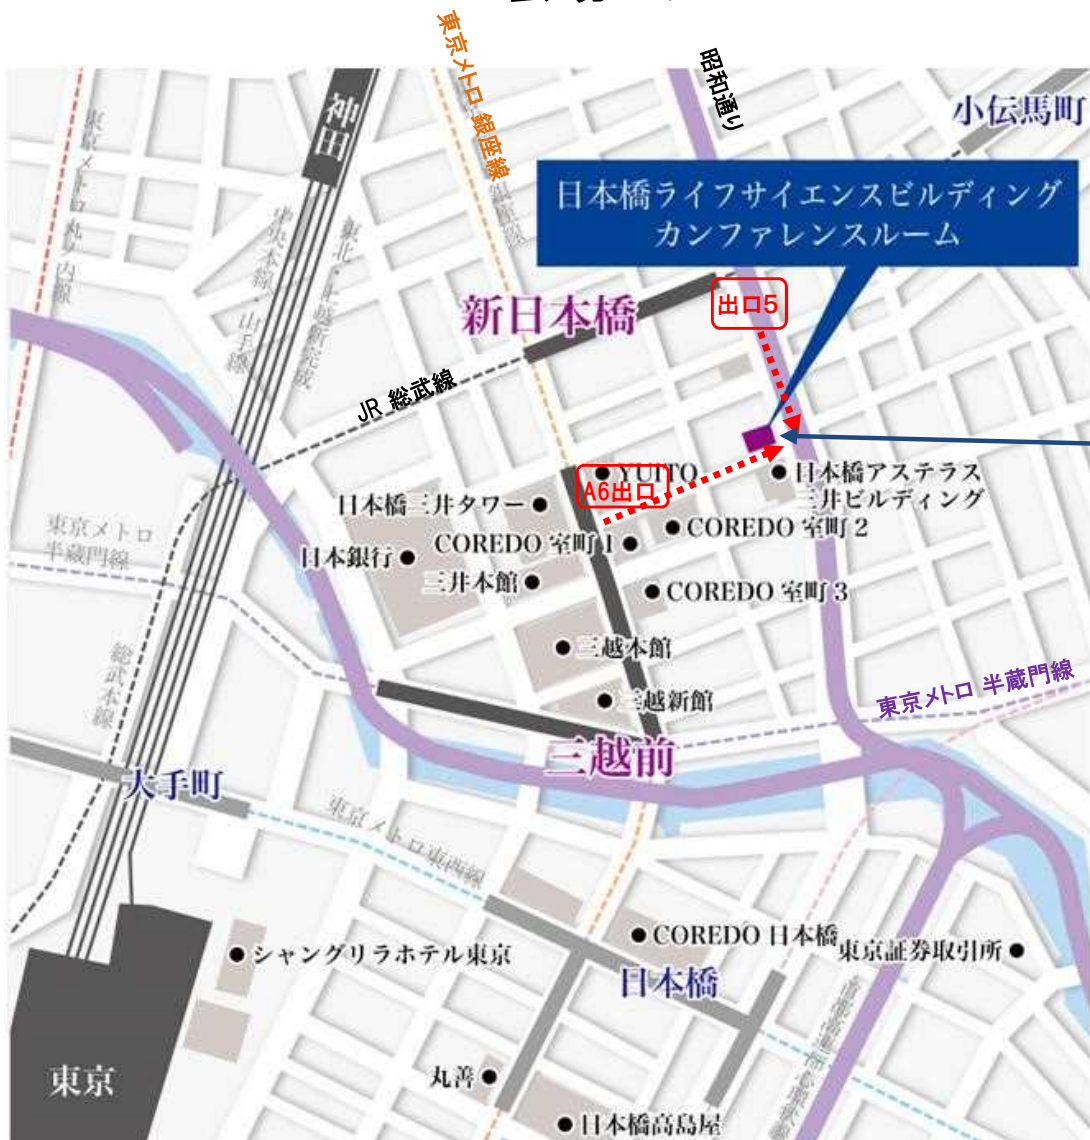 東京メトロ 銀座線
昭和通り
神田
小伝馬町
東京メトロ丸ノ内線
銀座線
日本橋ライフサイエンスビルディング
カンファレンスルーム
中央本線・山手線
新日本橋
出口5
JR 総武線
YUITO
A6出口
日本橋アステラス
三井ビルディング
日本橋三井タワー
東京メトロ
半蔵門線
日本銀行
COREDO 室町 1
COREDO 室町 2
三井本館
COREDO 室町 3
三越本館
総武本線
三越新館
東京メトロ 半蔵門線
三越前
大手町
東京メトロ東西線
シャングリラホテル東京
COREDO 日本橋
東京証券取引所
日本橋
東京
丸善
日本橋高島屋